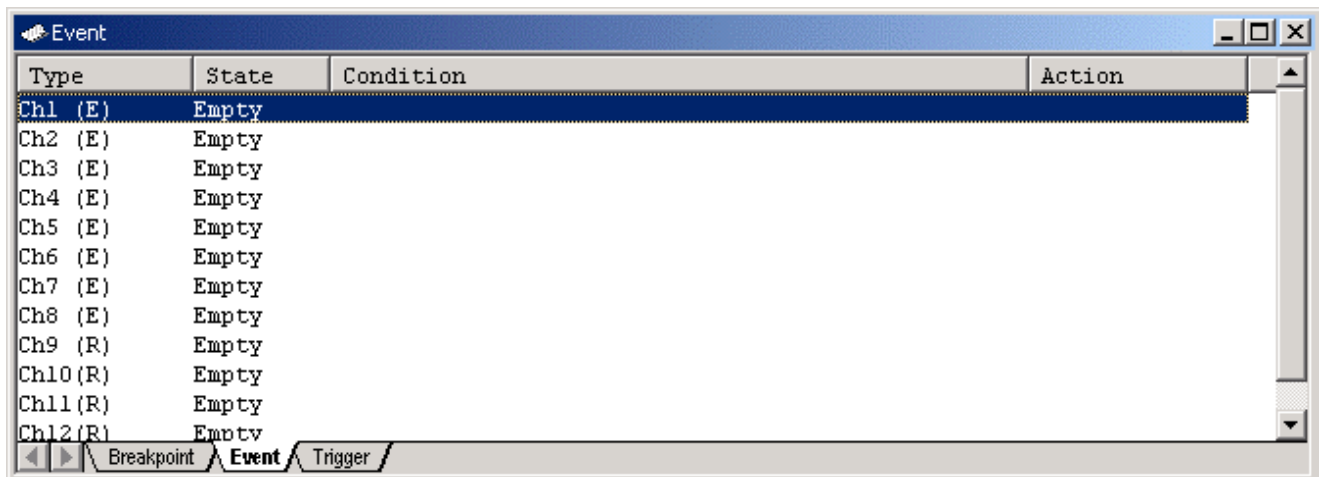 Event
Type State Condition Action
Ch1 (E) Empty
Ch2 (E) Empty
Ch3 (E) Empty
Ch4 (E) Empty
Ch5 (E) Empty
Ch6 (E) Empty
Ch7 (E) Empty
Ch8 (E) Empty
Ch9 (R) Empty
Ch10(R) Empty
Ch11(R) Empty
Ch12(R) Empty
Breakpoint Event Trigger